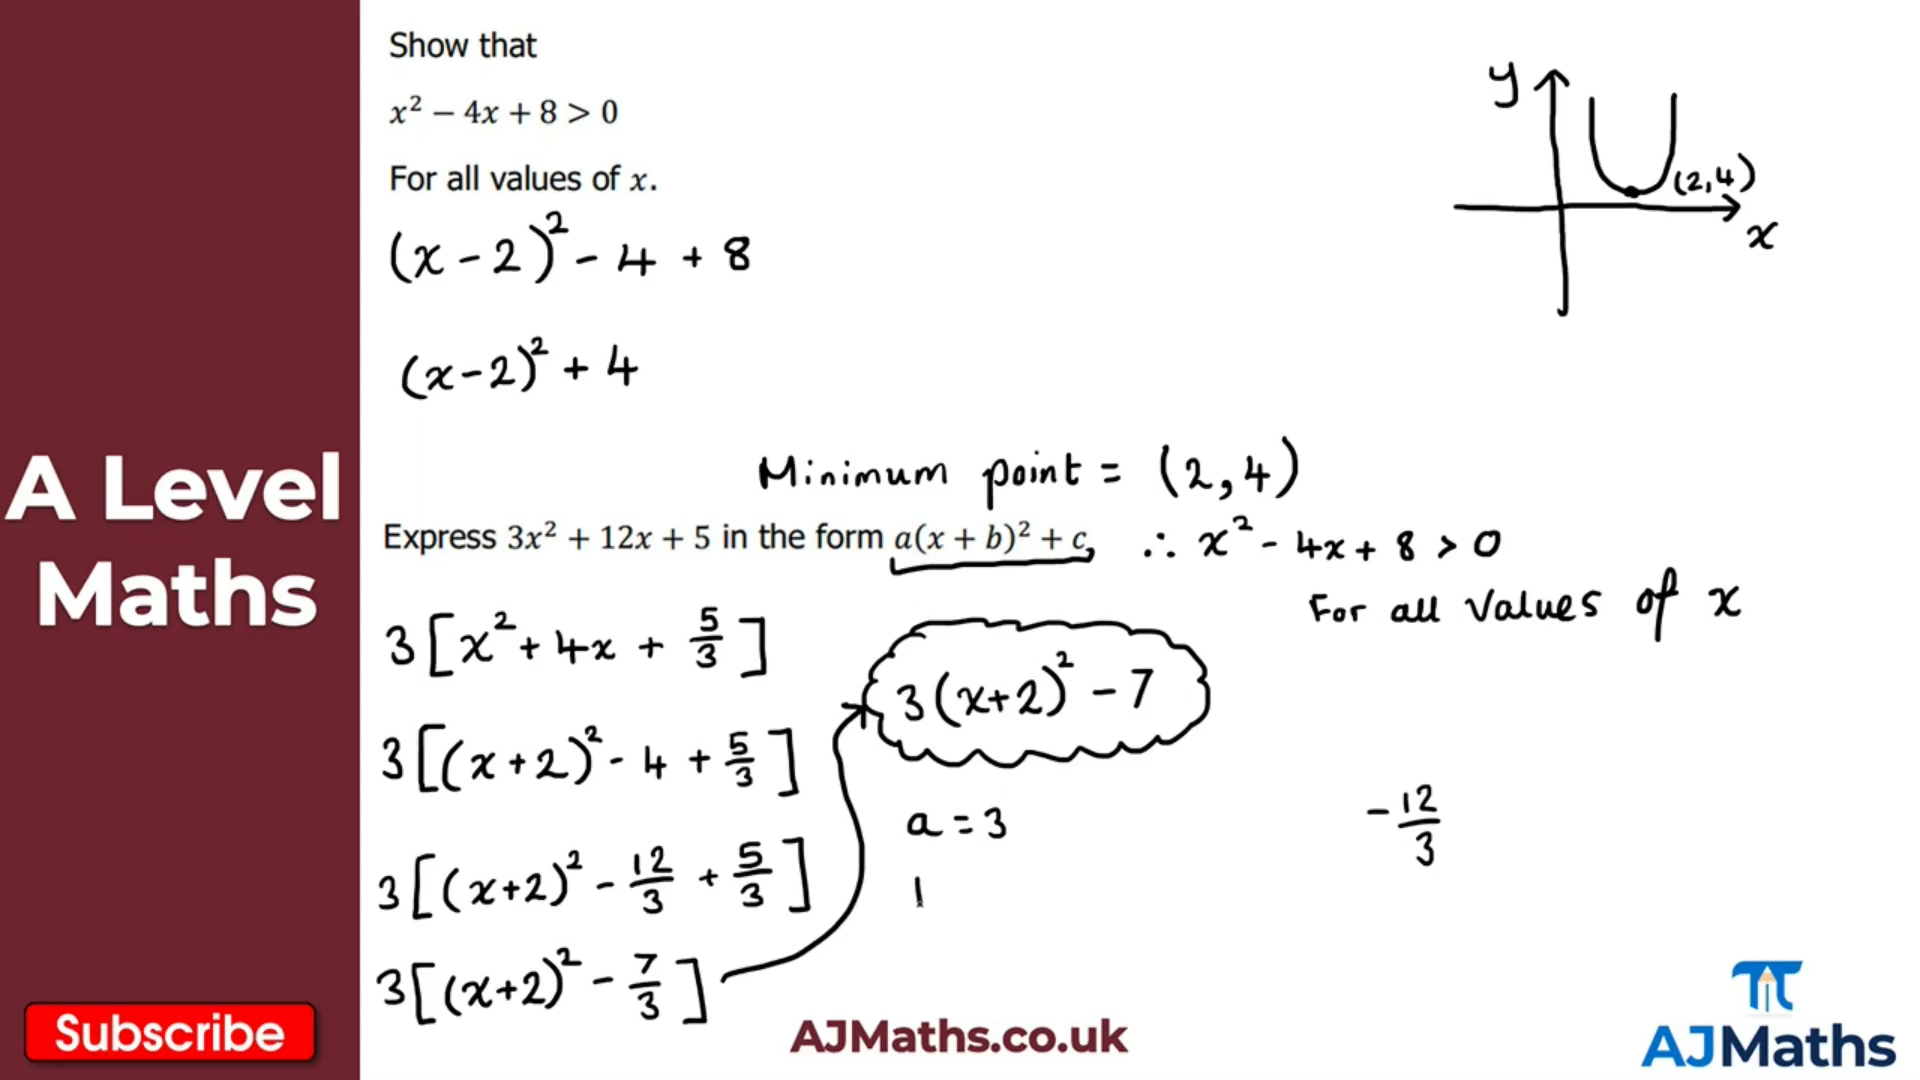 A Level
Maths
Subscribe
Show that
x² − 4x + 8 > 0
For all values of x.
(x − 2)² − 4 + 8
(x − 2)² + 4
y
(2,4)
x
Minimum point = (2,4)
Express 3x² + 12x + 5 in the form a(x + b)² + c,
∴ x² − 4x + 8 > 0
For all Values of x
3[x² + 4x + 5/3]
3[(x+2)² − 4 + 5/3]
3[(x+2)² − 12/3 + 5/3]
3[(x+2)² − 7/3]
3(x+2)² − 7
a = 3
−12/3
AJMaths.co.uk
AJMaths